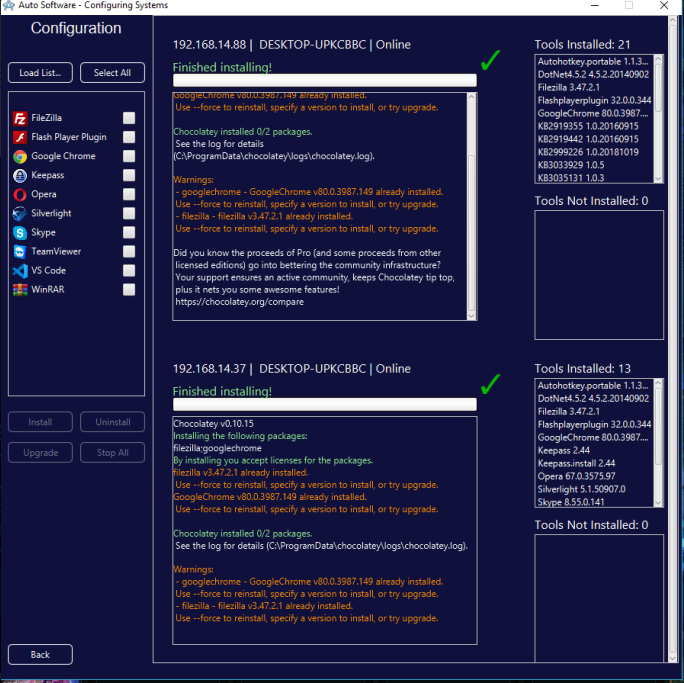 Auto Software - Configuring Systems
Configuration
Load List...
Select All
FileZilla
Flash Player Plugin
Google Chrome
Keepass
Opera
Silverlight
Skype
TeamViewer
VS Code
WinRAR
Install
Uninstall
Upgrade
Stop All
Back
192.168.14.88 | DESKTOP-UPKCBBC | Online
Finished installing!
GoogleChrome v80.0.3987.149 already installed.
Use --force to reinstall, specify a version to install, or try upgrade.
Chocolatey installed 0/2 packages.
See the log for details
(C:\ProgramData\chocolatey\logs\chocolatey.log).
Warnings:
- googlechrome - GoogleChrome v80.0.3987.149 already installed.
Use --force to reinstall, specify a version to install, or try upgrade.
- filezilla - filezilla v3.47.2.1 already installed.
Use --force to reinstall, specify a version to install, or try upgrade.
Did you know the proceeds of Pro (and some proceeds from other
licensed editions) go into bettering the community infrastructure?
Your support ensures an active community, keeps Chocolatey tip top,
plus it nets you some awesome features!
https://chocolatey.org/compare
Tools Installed: 21
Autohotkey.portable 1.1.3...
DotNet4.5.2 4.5.2.20140902
Filezilla 3.47.2.1
Flashplayerplugin 32.0.0.344
GoogleChrome 80.0.3987....
KB2919355 1.0.20160915
KB2919442 1.0.20160915
KB2999226 1.0.20181019
KB3033929 1.0.5
KB3035131 1.0.3
Tools Not Installed: 0
192.168.14.37 | DESKTOP-UPKCBBC | Online
Finished installing!
Chocolatey v0.10.15
Installing the following packages:
filezilla;googlechrome
By installing you accept licenses for the packages.
filezilla v3.47.2.1 already installed.
Use --force to reinstall, specify a version to install, or try upgrade.
GoogleChrome v80.0.3987.149 already installed.
Use --force to reinstall, specify a version to install, or try upgrade.
Chocolatey installed 0/2 packages.
See the log for details (C:\ProgramData\chocolatey\logs\chocolatey.log).
Warnings:
- googlechrome - GoogleChrome v80.0.3987.149 already installed.
Use --force to reinstall, specify a version to install, or try upgrade.
- filezilla - filezilla v3.47.2.1 already installed.
Use --force to reinstall, specify a version to install, or try upgrade.
Tools Installed: 13
Autohotkey.portable 1.1.3...
DotNet4.5.2 4.5.2.20140902
Filezilla 3.47.2.1
Flashplayerplugin 32.0.0.344
GoogleChrome 80.0.3987....
Keepass 2.44
Keepass.install 2.44
Opera 67.0.3575.97
Silverlight 5.1.50907.0
Skype 8.55.0.141
Tools Not Installed: 0